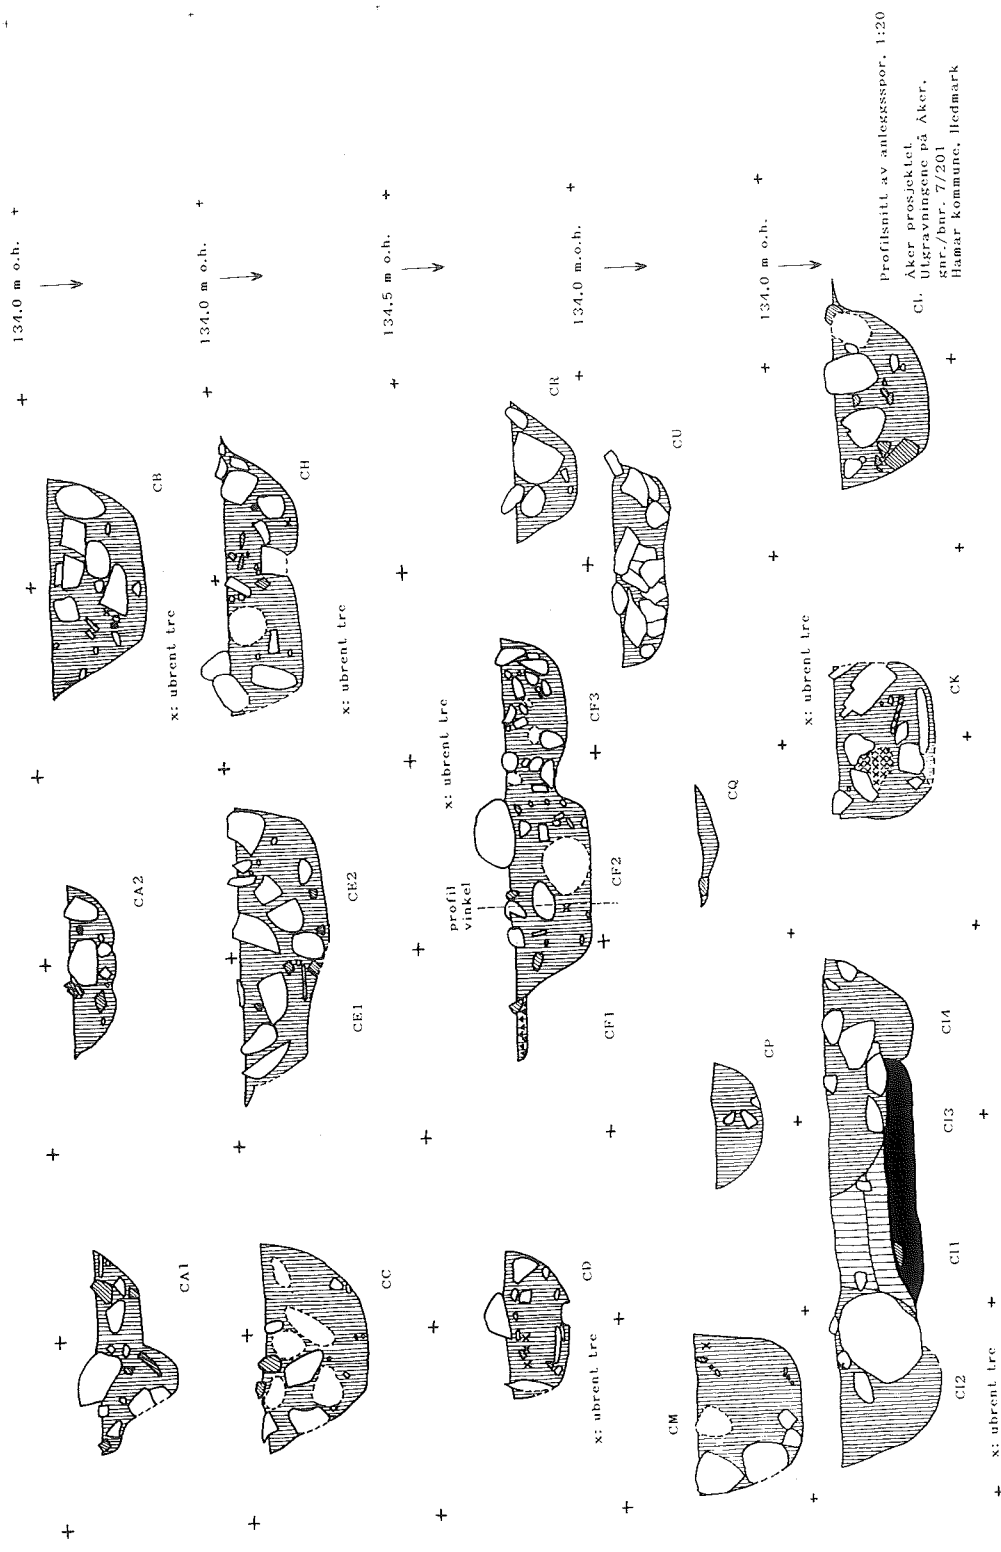 134.0 m o.h.
CA1 CA2 CB
x: ubrent tre
134.0 m o.h.
CC CE1 CE2 CH
x: ubrent tre
134.5 m o.h.
x: ubrent tre
profil
vinkel
CD CF1 CF2 CF3 CR
x: ubrent tre
134.0 m.o.h.
CM CP CQ CU
134.0 m o.h.
x: ubrent tre
CI2 CI1 CI3 CI4 CK CL
x: ubrent tre
Profilsnitt av anleggsspor, 1:20
Åker prosjektet
Utgravningene på Åker,
gnr./bnr. 7/201
Hamar kommune, Hedmark